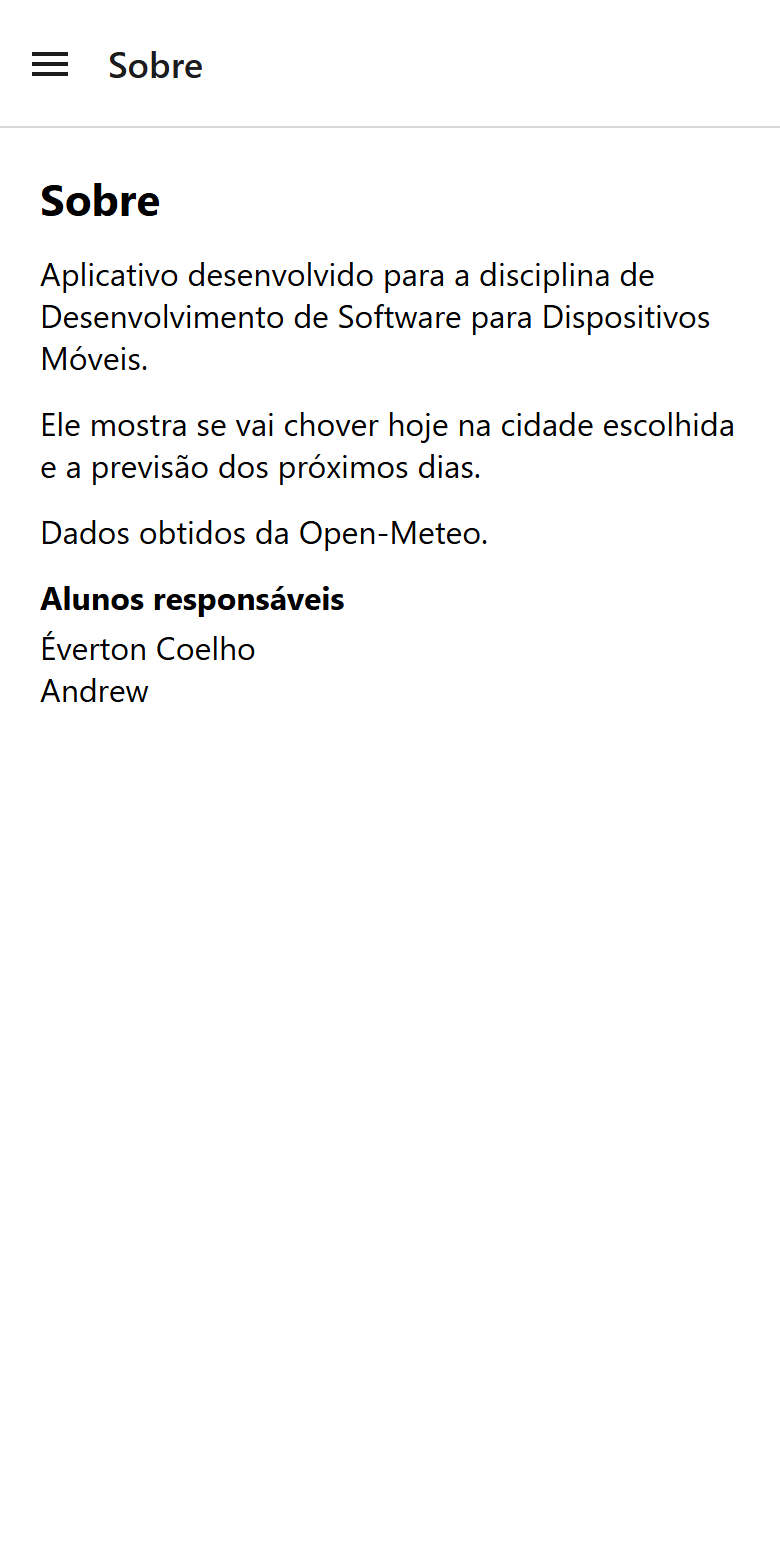 Sobre
Sobre
Aplicativo desenvolvido para a disciplina de
Desenvolvimento de Software para Dispositivos
Móveis.
Ele mostra se vai chover hoje na cidade escolhida
e a previsão dos próximos dias.
Dados obtidos da Open-Meteo.
Alunos responsáveis
Éverton Coelho
Andrew